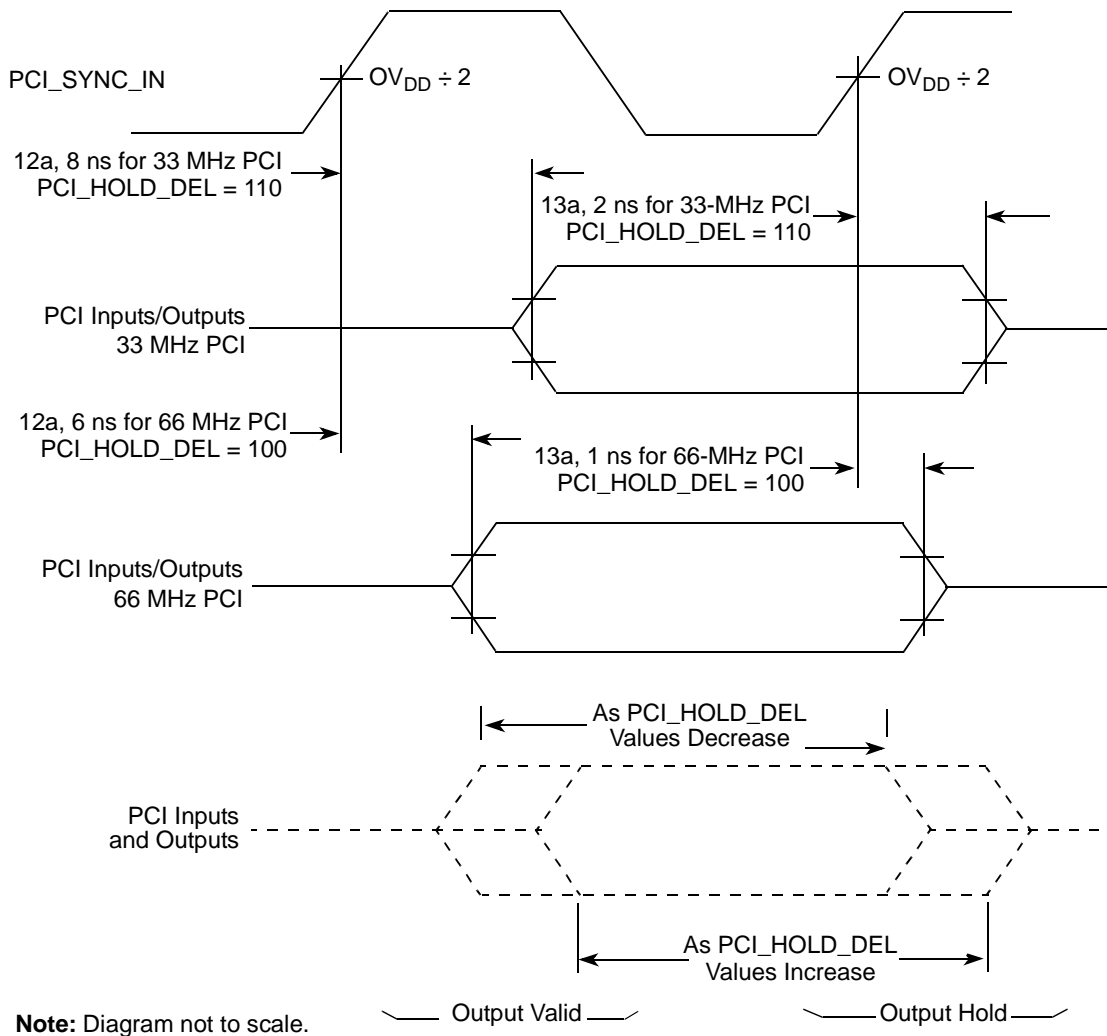 PCI_SYNC_IN
OVDD ÷ 2
OVDD ÷ 2
12a, 8 ns for 33 MHz PCI
PCI_HOLD_DEL = 110
13a, 2 ns for 33-MHz PCI
PCI_HOLD_DEL = 110
PCI Inputs/Outputs
33 MHz PCI
12a, 6 ns for 66 MHz PCI
PCI_HOLD_DEL = 100
13a, 1 ns for 66-MHz PCI
PCI_HOLD_DEL = 100
PCI Inputs/Outputs
66 MHz PCI
As PCI_HOLD_DEL
Values Decrease
PCI Inputs
and Outputs
As PCI_HOLD_DEL
Values Increase
Note: Diagram not to scale.
Output Valid
Output Hold